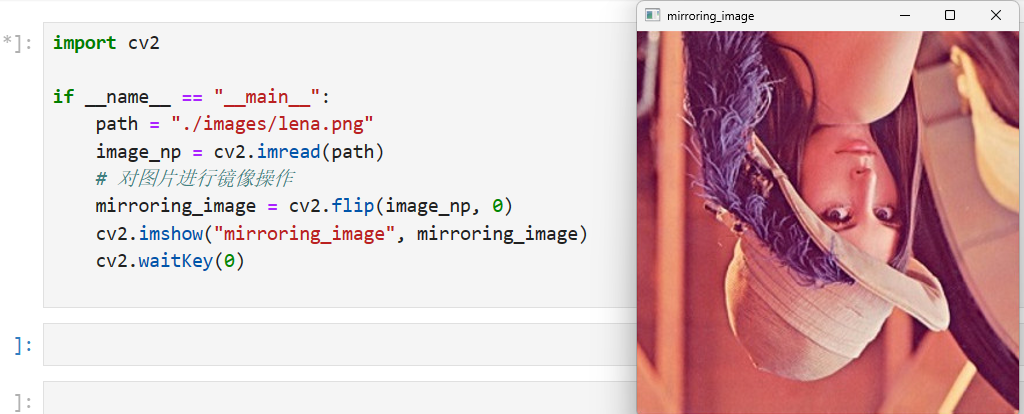 *]:
import cv2
if __name__ == "__main__":
path = "./images/lena.png"
image_np = cv2.imread(path)
# 对图片进行镜像操作
mirroring_image = cv2.flip(image_np, 0)
cv2.imshow("mirroring_image", mirroring_image)
cv2.waitKey(0)
]:
]:
mirroring_image